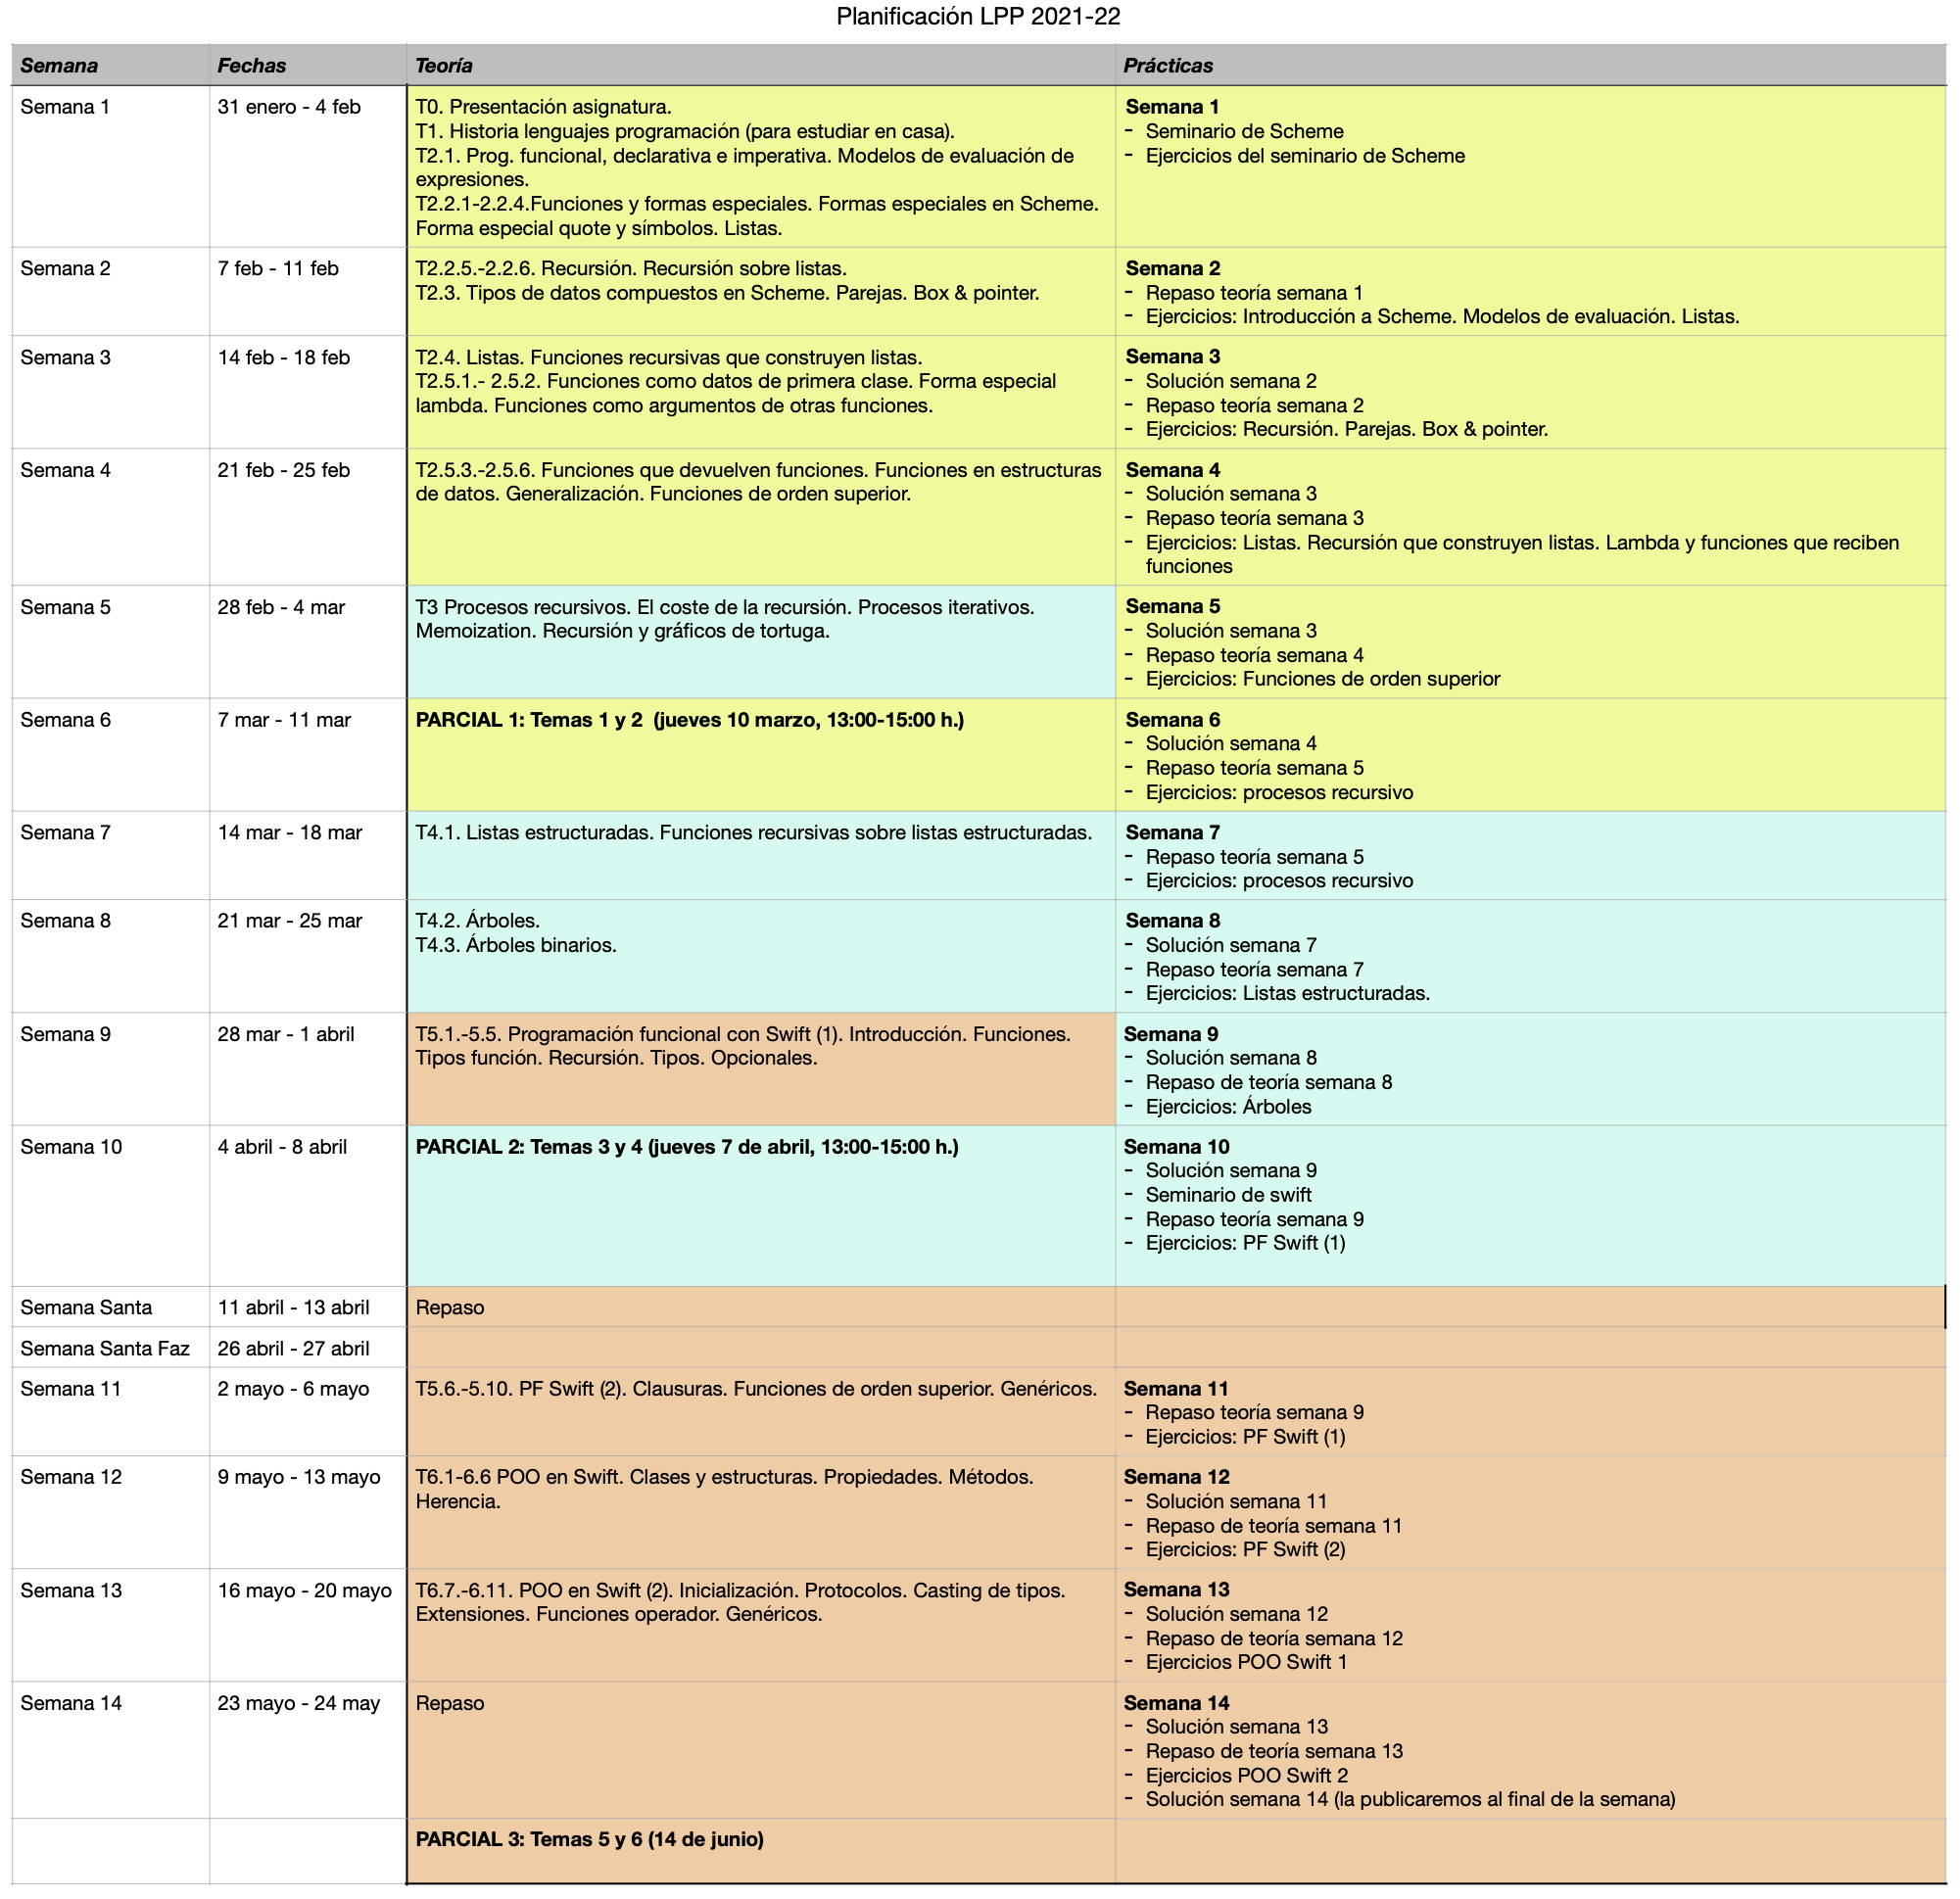 Planificación LPP 2021-22
Semana
Fechas
Teoría
Prácticas
Semana 1
31 enero - 4 feb
T0. Presentación asignatura.
T1. Historia lenguajes programación (para estudiar en casa).
T2.1. Prog. funcional, declarativa e imperativa. Modelos de evaluación de
expresiones.
T2.2.1-2.2.4.Funciones y formas especiales. Formas especiales en Scheme.
Forma especial quote y símbolos. Listas.
Semana 1
- Seminario de Scheme
- Ejercicios del seminario de Scheme
Semana 2
7 feb - 11 feb
T2.2.5.-2.2.6. Recursión. Recursión sobre listas.
T2.3. Tipos de datos compuestos en Scheme. Parejas. Box & pointer.
Semana 2
- Repaso teoría semana 1
- Ejercicios: Introducción a Scheme. Modelos de evaluación. Listas.
Semana 3
14 feb - 18 feb
T2.4. Listas. Funciones recursivas que construyen listas.
T2.5.1.- 2.5.2. Funciones como datos de primera clase. Forma especial
lambda. Funciones como argumentos de otras funciones.
Semana 3
- Solución semana 2
- Repaso teoría semana 2
- Ejercicios: Recursión. Parejas. Box & pointer.
Semana 4
21 feb - 25 feb
T2.5.3.-2.5.6. Funciones que devuelven funciones. Funciones en estructuras
de datos. Generalización. Funciones de orden superior.
Semana 4
- Solución semana 3
- Repaso teoría semana 3
- Ejercicios: Listas. Recursión que construyen listas. Lambda y funciones que reciben
funciones
Semana 5
28 feb - 4 mar
T3 Procesos recursivos. El coste de la recursión. Procesos iterativos.
Memoization. Recursión y gráficos de tortuga.
Semana 5
- Solución semana 3
- Repaso teoría semana 4
- Ejercicios: Funciones de orden superior
Semana 6
7 mar - 11 mar
PARCIAL 1: Temas 1 y 2 (jueves 10 marzo, 13:00-15:00 h.)
Semana 6
- Solución semana 4
- Repaso teoría semana 5
- Ejercicios: procesos recursivo
Semana 7
14 mar - 18 mar
T4.1. Listas estructuradas. Funciones recursivas sobre listas estructuradas.
Semana 7
- Repaso teoría semana 5
- Ejercicios: procesos recursivo
Semana 8
21 mar - 25 mar
T4.2. Árboles.
T4.3. Árboles binarios.
Semana 8
- Solución semana 7
- Repaso teoría semana 7
- Ejercicios: Listas estructuradas.
Semana 9
28 mar - 1 abril
T5.1.-5.5. Programación funcional con Swift (1). Introducción. Funciones.
Tipos función. Recursión. Tipos. Opcionales.
Semana 9
- Solución semana 8
- Repaso de teoría semana 8
- Ejercicios: Árboles
Semana 10
4 abril - 8 abril
PARCIAL 2: Temas 3 y 4 (jueves 7 de abril, 13:00-15:00 h.)
Semana 10
- Solución semana 9
- Seminario de swift
- Repaso teoría semana 9
- Ejercicios: PF Swift (1)
Semana Santa
11 abril - 13 abril
Repaso
Semana Santa Faz
26 abril - 27 abril
Semana 11
2 mayo - 6 mayo
T5.6.-5.10. PF Swift (2). Clausuras. Funciones de orden superior. Genéricos.
Semana 11
- Repaso teoría semana 9
- Ejercicios: PF Swift (1)
Semana 12
9 mayo - 13 mayo
T6.1-6.6 POO en Swift. Clases y estructuras. Propiedades. Métodos.
Herencia.
Semana 12
- Solución semana 11
- Repaso de teoría semana 11
- Ejercicios: PF Swift (2)
Semana 13
16 mayo - 20 mayo
T6.7.-6.11. POO en Swift (2). Inicialización. Protocolos. Casting de tipos.
Extensiones. Funciones operador. Genéricos.
Semana 13
- Solución semana 12
- Repaso de teoría semana 12
- Ejercicios POO Swift 1
Semana 14
23 mayo - 24 may
Repaso
Semana 14
- Solución semana 13
- Repaso de teoría semana 13
- Ejercicios POO Swift 2
- Solución semana 14 (la publicaremos al final de la semana)
PARCIAL 3: Temas 5 y 6 (14 de junio)